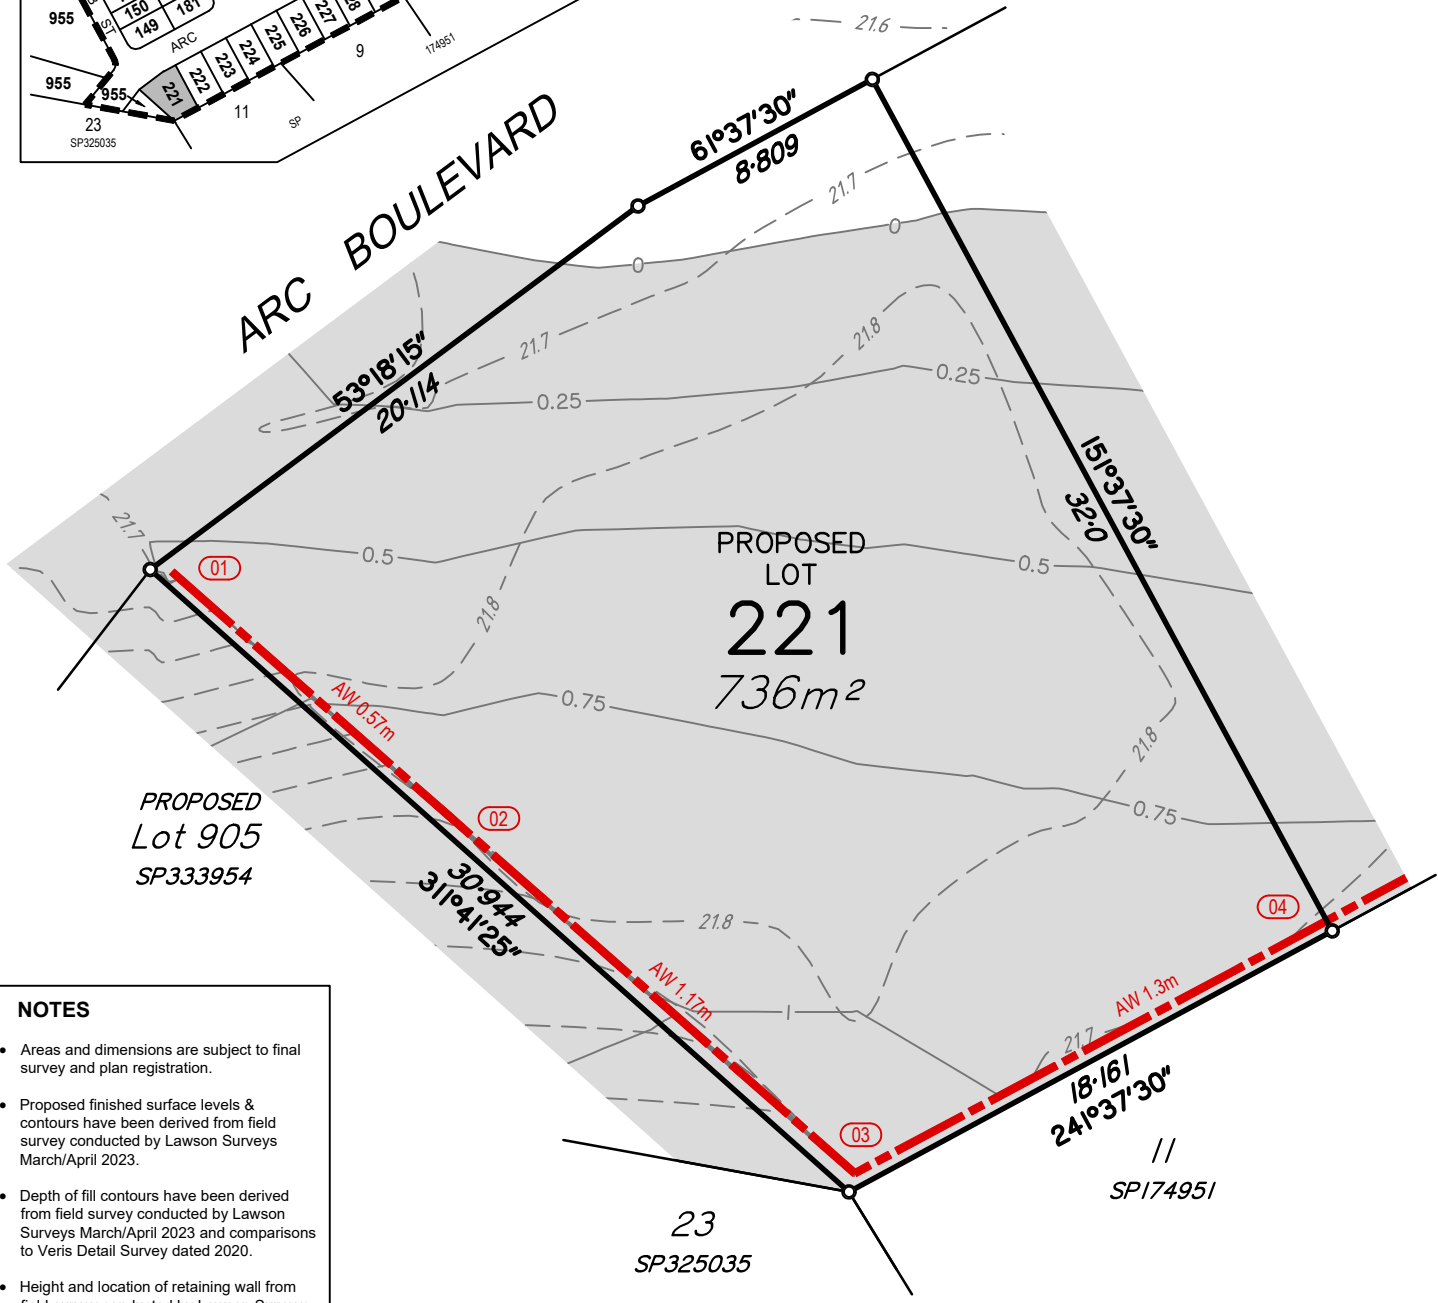 955
150
181
149
ST
ARC
955
955
221
222
223
224
225
226
227
9
11
174951
SP
23
SP325035
21.6
ARC BOULEVARD
61°37'30"
8·809
21.7
0
0
21.7
21.8
53°18'15"
20·114
0.25
0.25
151°37'30"
32·0
21.7
01
0.5
0.5
PROPOSED
LOT
221
736m²
21.8
AW 0.57m
0.75
21.8
0.75
PROPOSED
Lot 905
SP333954
02
30·944
311°41'25"
21.8
04
AW 1.17m
1
AW 1.3m
21.7
18·161
241°37'30"
03
11
SP174951
23
SP325035
NOTES
• Areas and dimensions are subject to final
survey and plan registration.
• Proposed finished surface levels &
contours have been derived from field
survey conducted by Lawson Surveys
March/April 2023.
• Depth of fill contours have been derived
from field survey conducted by Lawson
Surveys March/April 2023 and comparisons
to Veris Detail Survey dated 2020.
• Height and location of retaining wall from